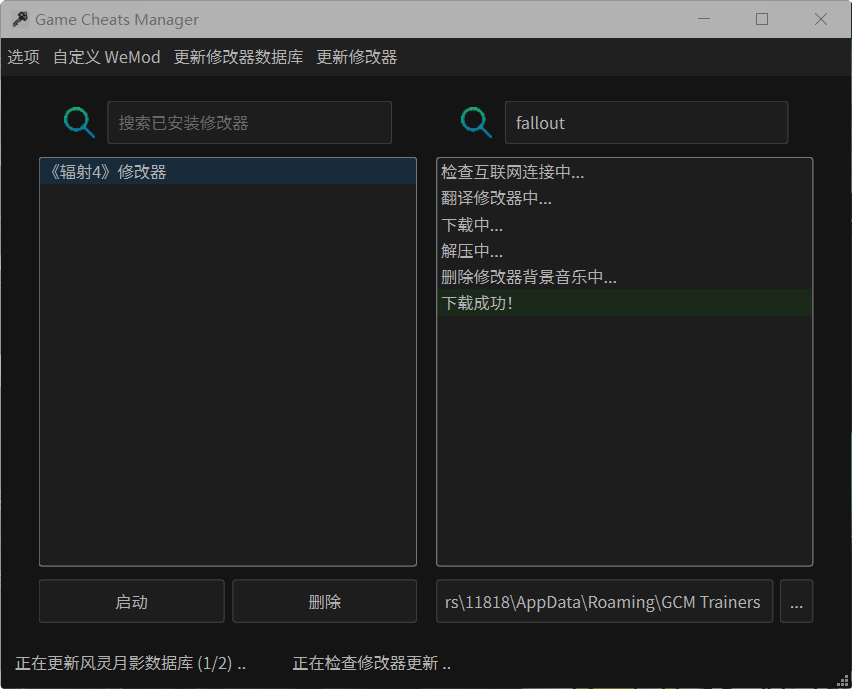 Game Cheats Manager
选项 自定义 WeMod 更新修改器数据库 更新修改器
搜索已安装修改器
fallout
《辐射4》修改器
检查互联网连接中...
翻译修改器中...
下载中...
解压中...
删除修改器背景音乐中...
下载成功!
启动 删除
rs\11818\AppData\Roaming\GCM Trainers ...
正在更新风灵月影数据库 (1/2) .. 正在检查修改器更新 ..